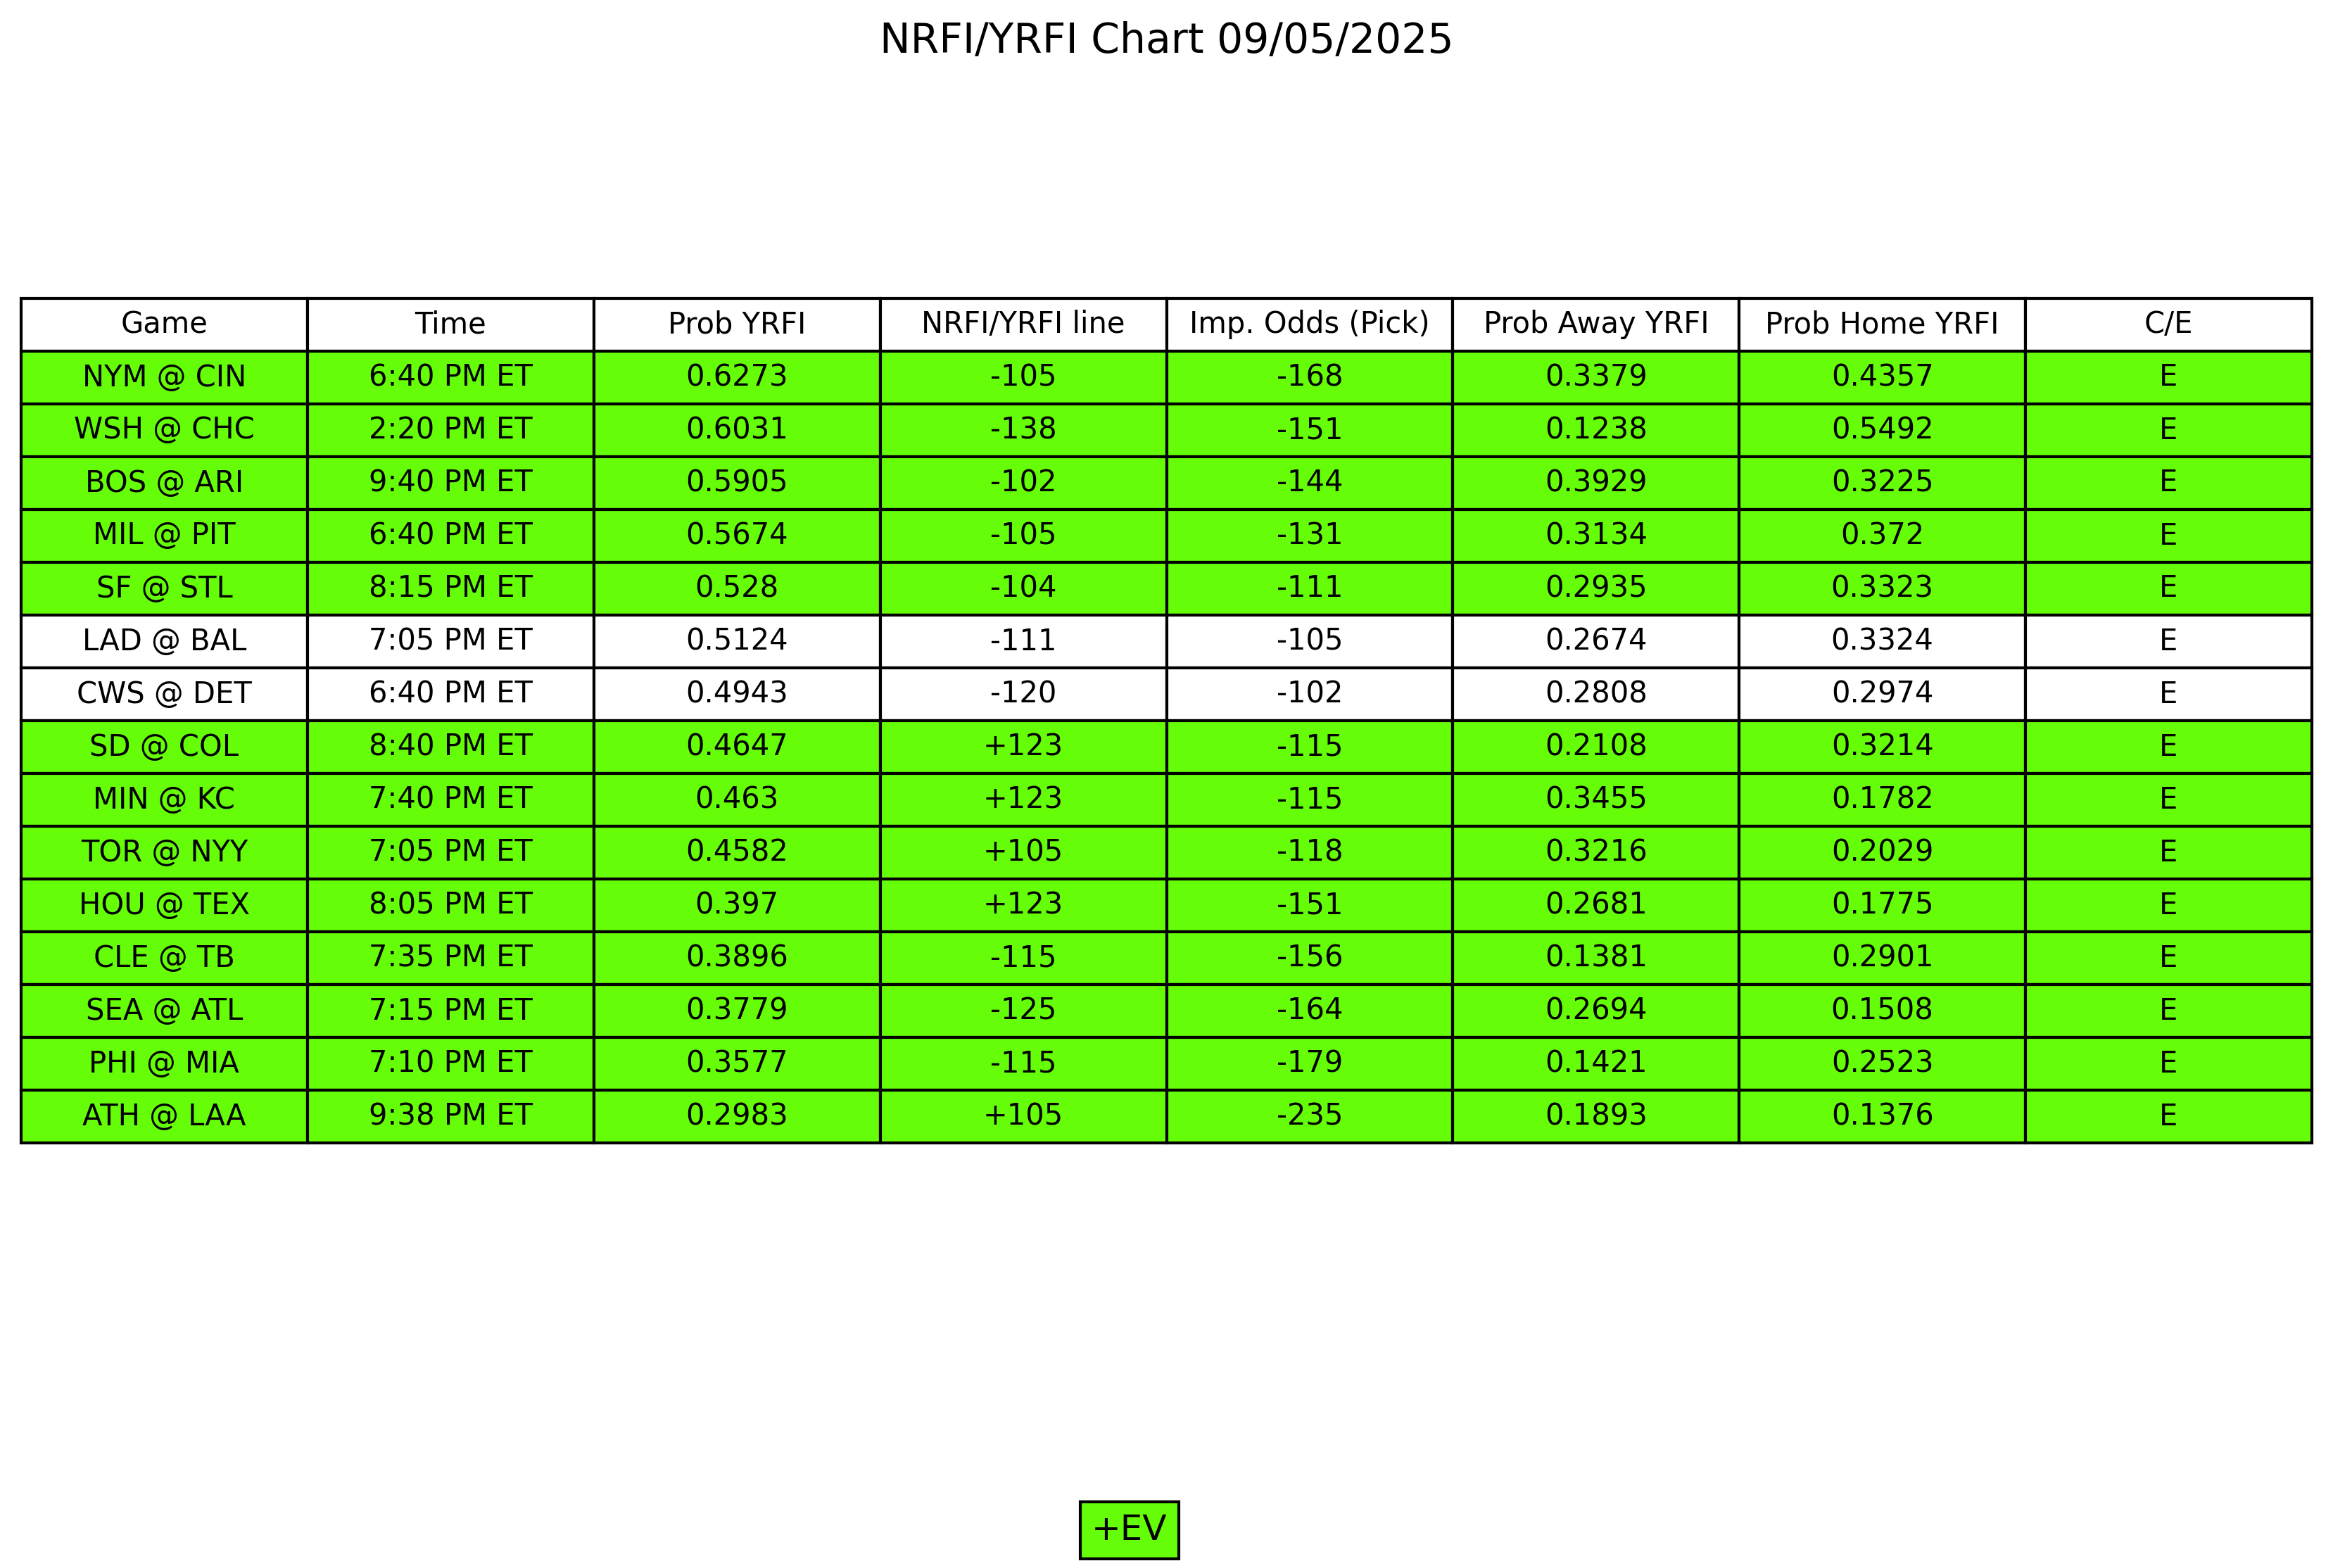 NRFI/YRFI Chart 09/05/2025
Game Time Prob YRFI NRFI/YRFI line Imp. Odds (Pick) Prob Away YRFI Prob Home YRFI C/E
NYM @ CIN 6:40 PM ET 0.6273 -105 -168 0.3379 0.4357 E
WSH @ CHC 2:20 PM ET 0.6031 -138 -151 0.1238 0.5492 E
BOS @ ARI 9:40 PM ET 0.5905 -102 -144 0.3929 0.3225 E
MIL @ PIT 6:40 PM ET 0.5674 -105 -131 0.3134 0.372 E
SF @ STL 8:15 PM ET 0.528 -104 -111 0.2935 0.3323 E
LAD @ BAL 7:05 PM ET 0.5124 -111 -105 0.2674 0.3324 E
CWS @ DET 6:40 PM ET 0.4943 -120 -102 0.2808 0.2974 E
SD @ COL 8:40 PM ET 0.4647 +123 -115 0.2108 0.3214 E
MIN @ KC 7:40 PM ET 0.463 +123 -115 0.3455 0.1782 E
TOR @ NYY 7:05 PM ET 0.4582 +105 -118 0.3216 0.2029 E
HOU @ TEX 8:05 PM ET 0.397 +123 -151 0.2681 0.1775 E
CLE @ TB 7:35 PM ET 0.3896 -115 -156 0.1381 0.2901 E
SEA @ ATL 7:15 PM ET 0.3779 -125 -164 0.2694 0.1508 E
PHI @ MIA 7:10 PM ET 0.3577 -115 -179 0.1421 0.2523 E
ATH @ LAA 9:38 PM ET 0.2983 +105 -235 0.1893 0.1376 E
+EV